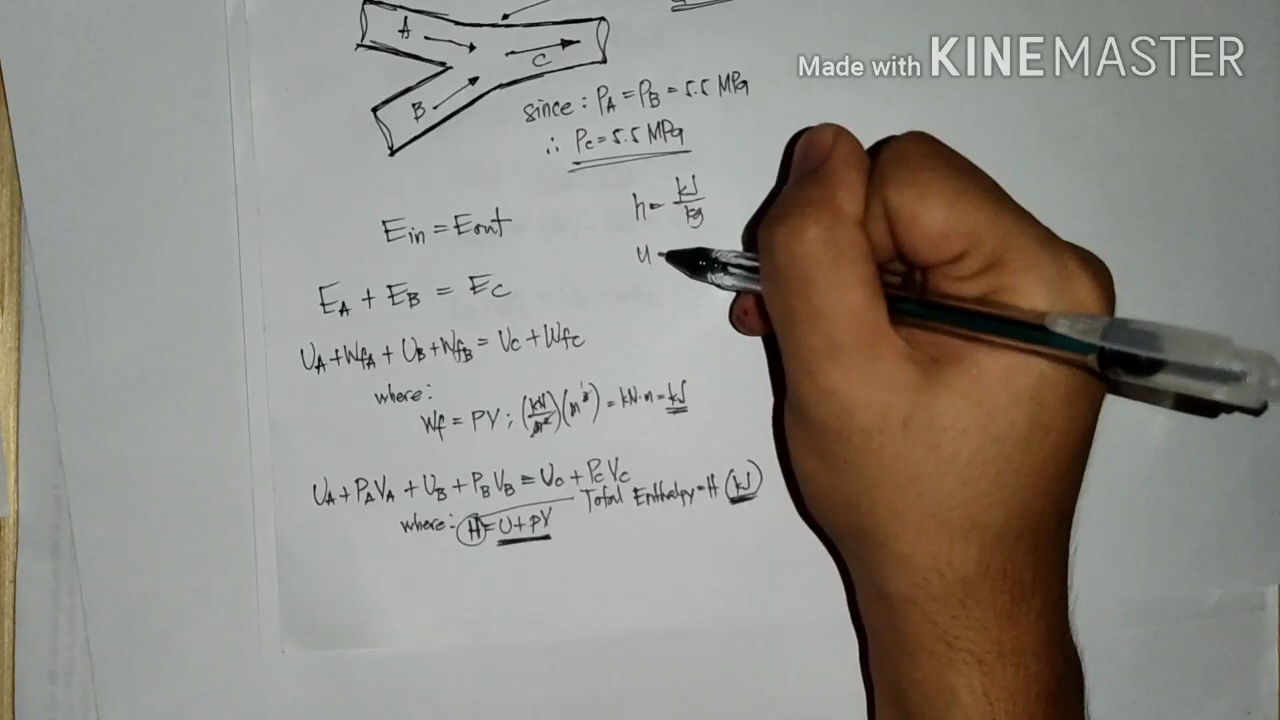 Made with KINEMASTER
A
C
B
since: PA = PB = 5.5 MPa
∴ Pc = 5.5 MPa
h = kJ/kg
Ein = Eout
u -
EA + EB = EC
UA + WfA + UB + WfB = UC + Wfc
where:
Wf = PV ; (kN/m²)(m³) = kN·m = kJ
UA + PAVA + UB + PBVB = UC + PCVC
Total Enthalpy = H (kJ)
where: H = U + PV